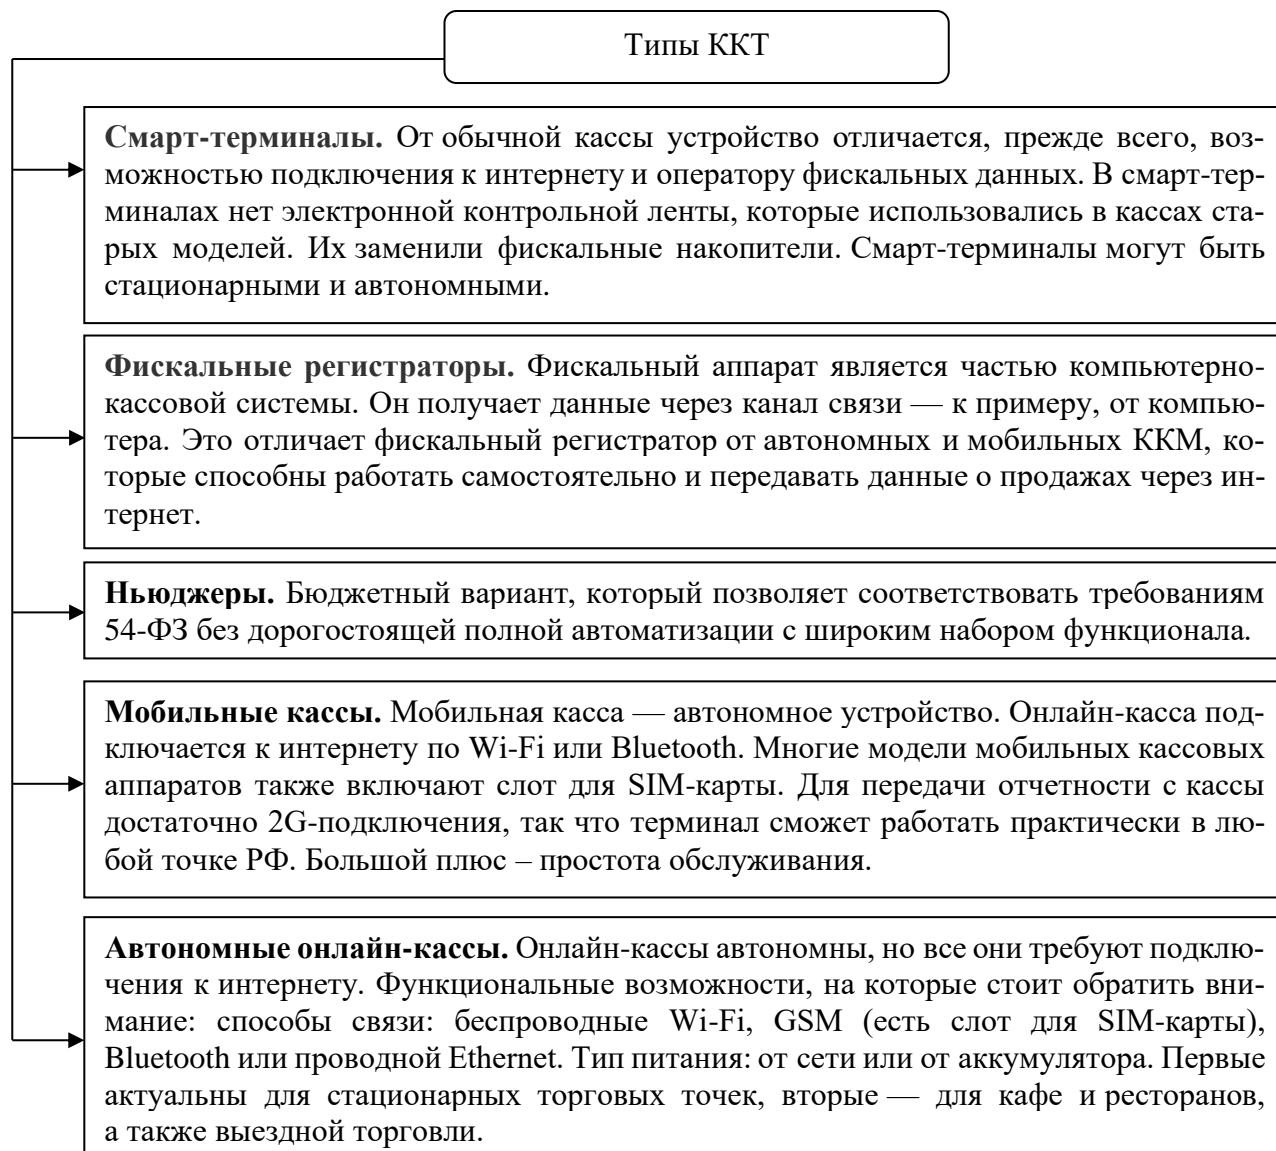 Типы ККТ
Смарт-терминалы. От обычной кассы устройство отличается, прежде всего, воз-
можностью подключения к интернету и оператору фискальных данных. В смарт-тер-
миналах нет электронной контрольной ленты, которые использовались в кассах ста-
рых моделей. Их заменили фискальные накопители. Смарт-терминалы могут быть
стационарными и автономными.
Фискальные регистраторы. Фискальный аппарат является частью компьютерно-
кассовой системы. Он получает данные через канал связи — к примеру, от компью-
тера. Это отличает фискальный регистратор от автономных и мобильных ККМ, ко-
торые способны работать самостоятельно и передавать данные о продажах через ин-
тернет.
Ньюджеры. Бюджетный вариант, который позволяет соответствовать требованиям
54-ФЗ без дорогостоящей полной автоматизации с широким набором функционала.
Мобильные кассы. Мобильная касса — автономное устройство. Онлайн-касса под-
ключается к интернету по Wi-Fi или Bluetooth. Многие модели мобильных кассовых
аппаратов также включают слот для SIM-карты. Для передачи отчетности с кассы
достаточно 2G-подключения, так что терминал сможет работать практически в лю-
бой точке РФ. Большой плюс – простота обслуживания.
Автономные онлайн-кассы. Онлайн-кассы автономны, но все они требуют подклю-
чения к интернету. Функциональные возможности, на которые стоит обратить вни-
мание: способы связи: беспроводные Wi-Fi, GSM (есть слот для SIM-карты),
Bluetooth или проводной Ethernet. Тип питания: от сети или от аккумулятора. Первые
актуальны для стационарных торговых точек, вторые — для кафе и ресторанов,
а также выездной торговли.